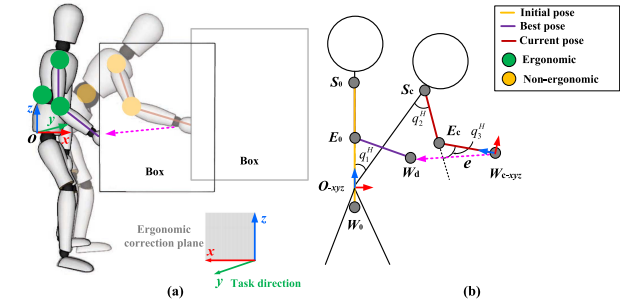 z
y
o
x
Box
Box
Ergonomic
correction plane
z
x
y
Task direction
(a)
Initial pose
Best pose
Current pose
Ergonomic
Non-ergonomic
S0
Sc
E0
q1H
q2H
Ec
q3H
Wd
e
Wc-xyz
O-xyz
W0
(b)